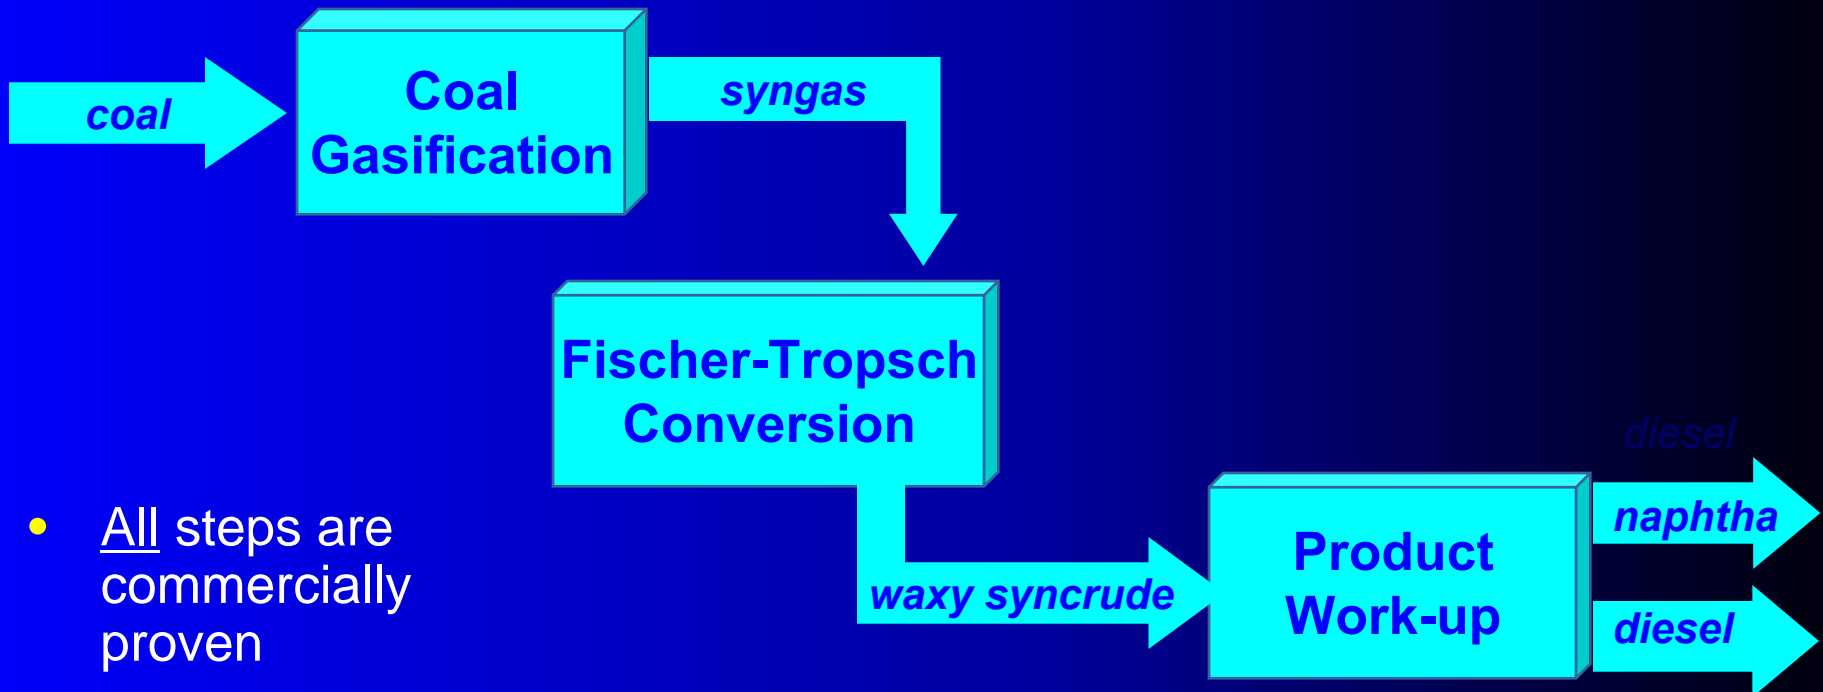 coal
Coal
Gasification
syngas
Fischer-Tropsch
Conversion
diesel
naphtha
waxy syncrude
Product
Work-up
diesel
• All steps are
commercially
proven